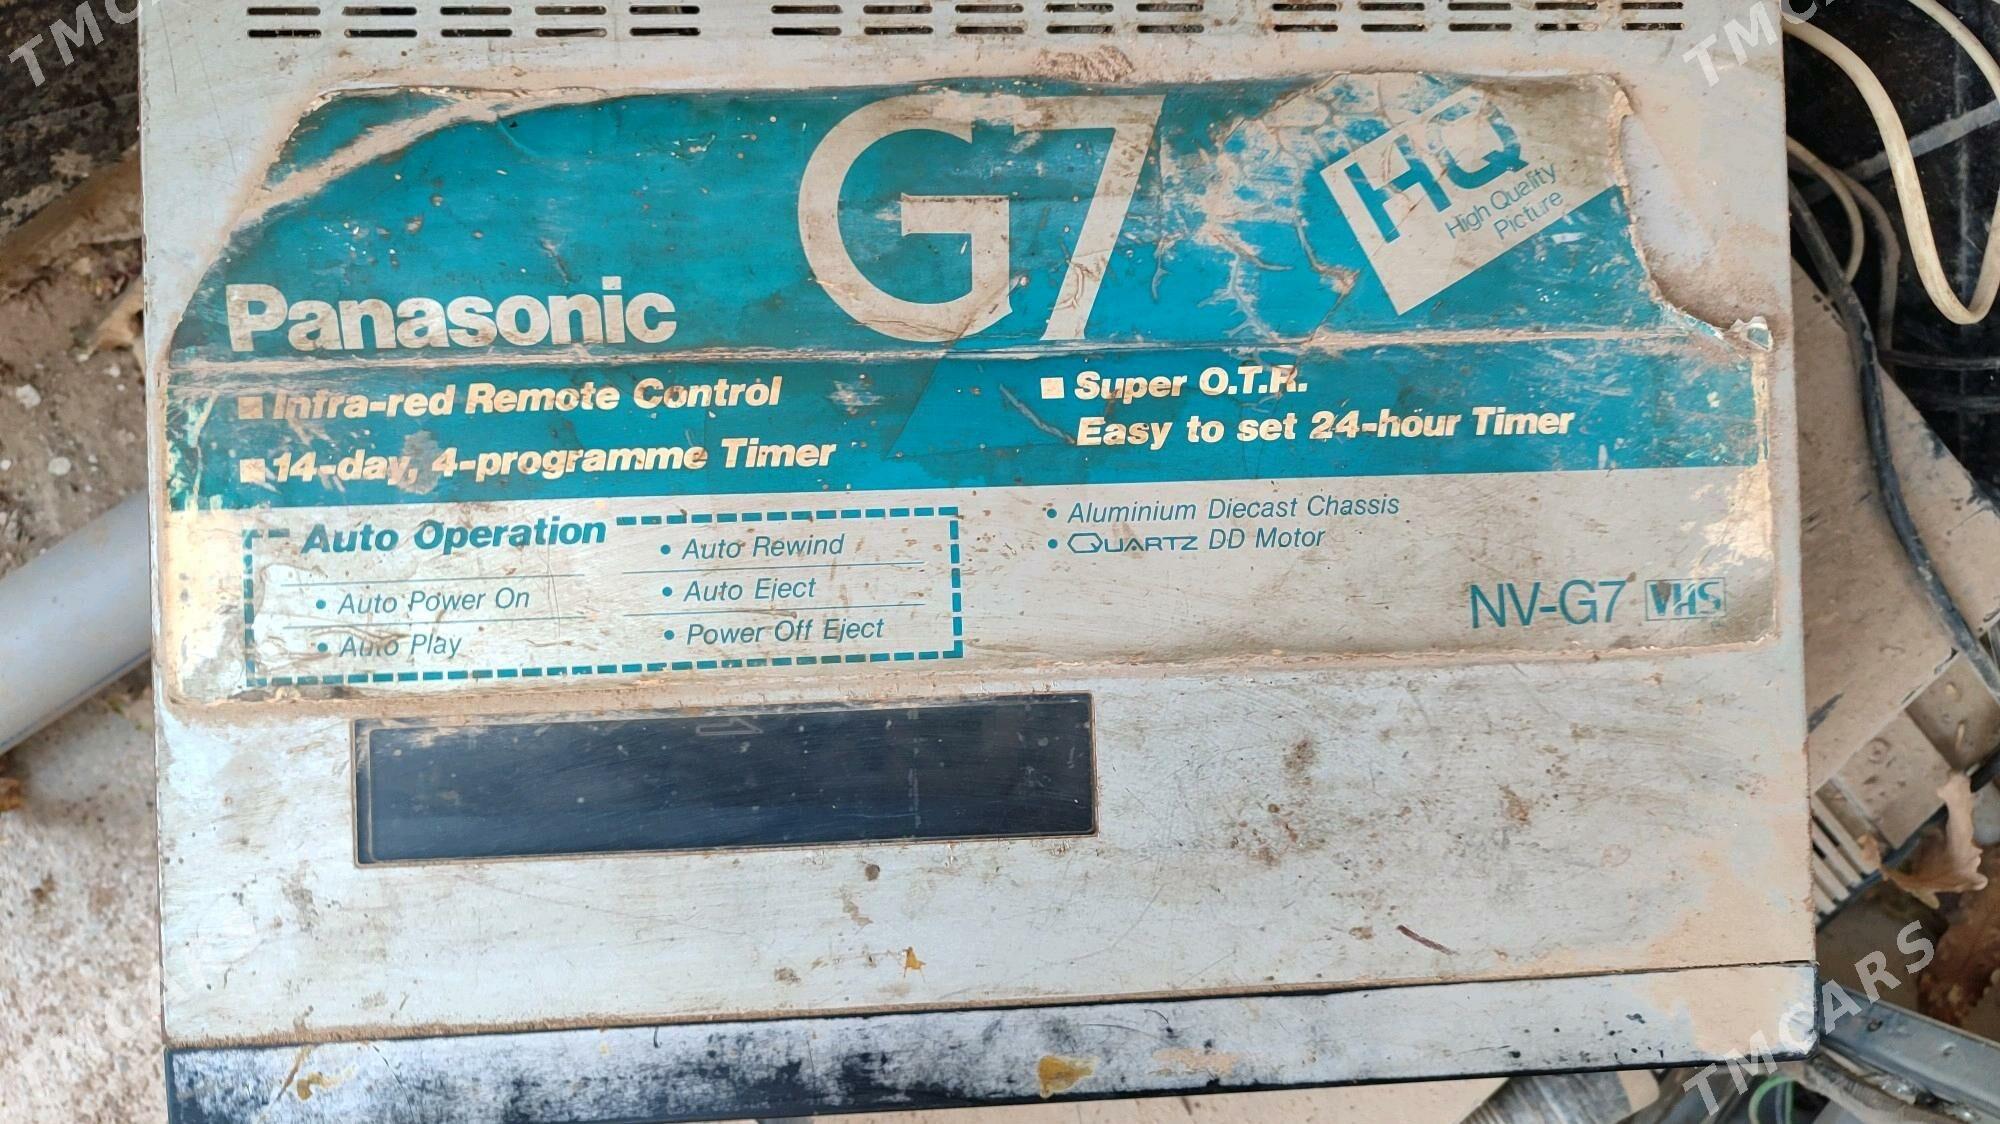 G7
HQ
High Quality
Picture
Panasonic
Infra-red Remote Control
14-day, 4-programme Timer
Super O.T.R.
Easy to set 24-hour Timer
Auto Operation
• Auto Power On
• Auto Play
• Auto Rewind
• Auto Eject
• Power Off Eject
• Aluminium Diecast Chassis
• QUARTZ DD Motor
NV-G7 VHS
TMCARS
TMCARS
TMCARS
TMCARS